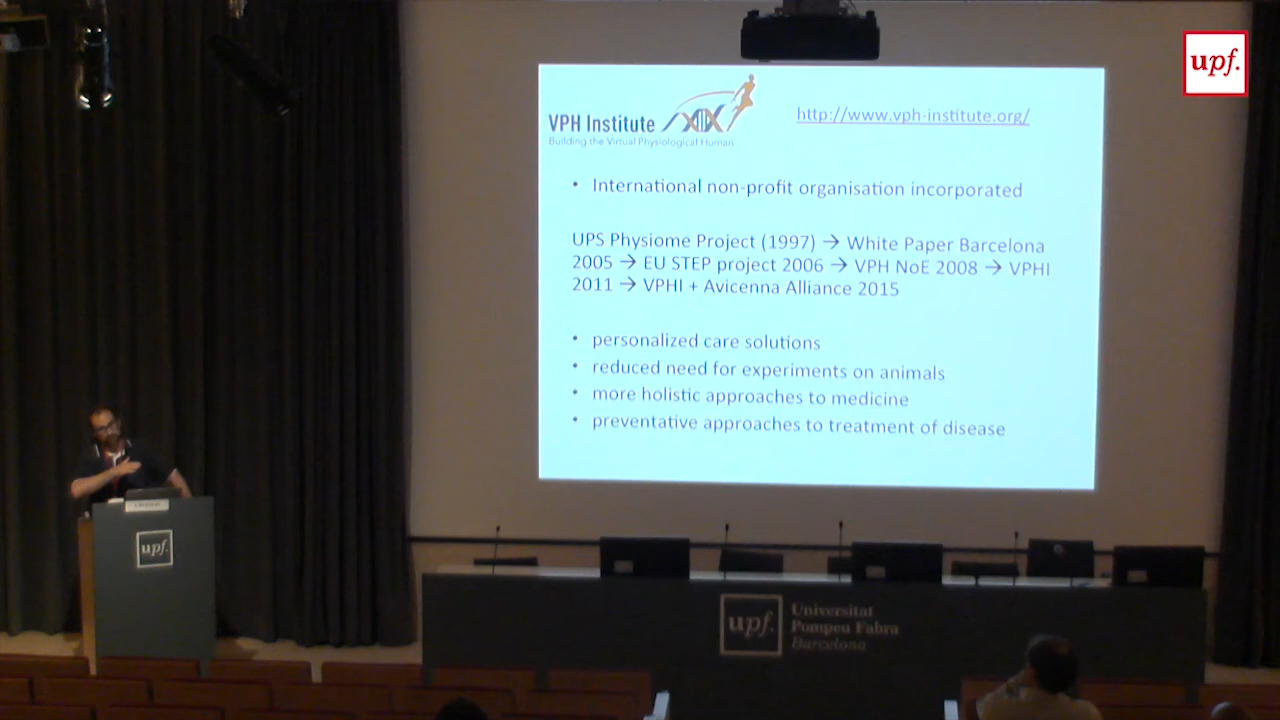 upf.
VPH Institute
Building the Virtual Physiological Human
http://www.vph-institute.org/
• International non-profit organisation incorporated
UPS Physiome Project (1997) → White Paper Barcelona
2005 → EU STEP project 2006 → VPH NoE 2008 → VPHI
2011 → VPHI + Avicenna Alliance 2015
• personalized care solutions
• reduced need for experiments on animals
• more holistic approaches to medicine
• preventative approaches to treatment of disease
upf.
upf.
Universitat
Pompeu Fabra
Barcelona